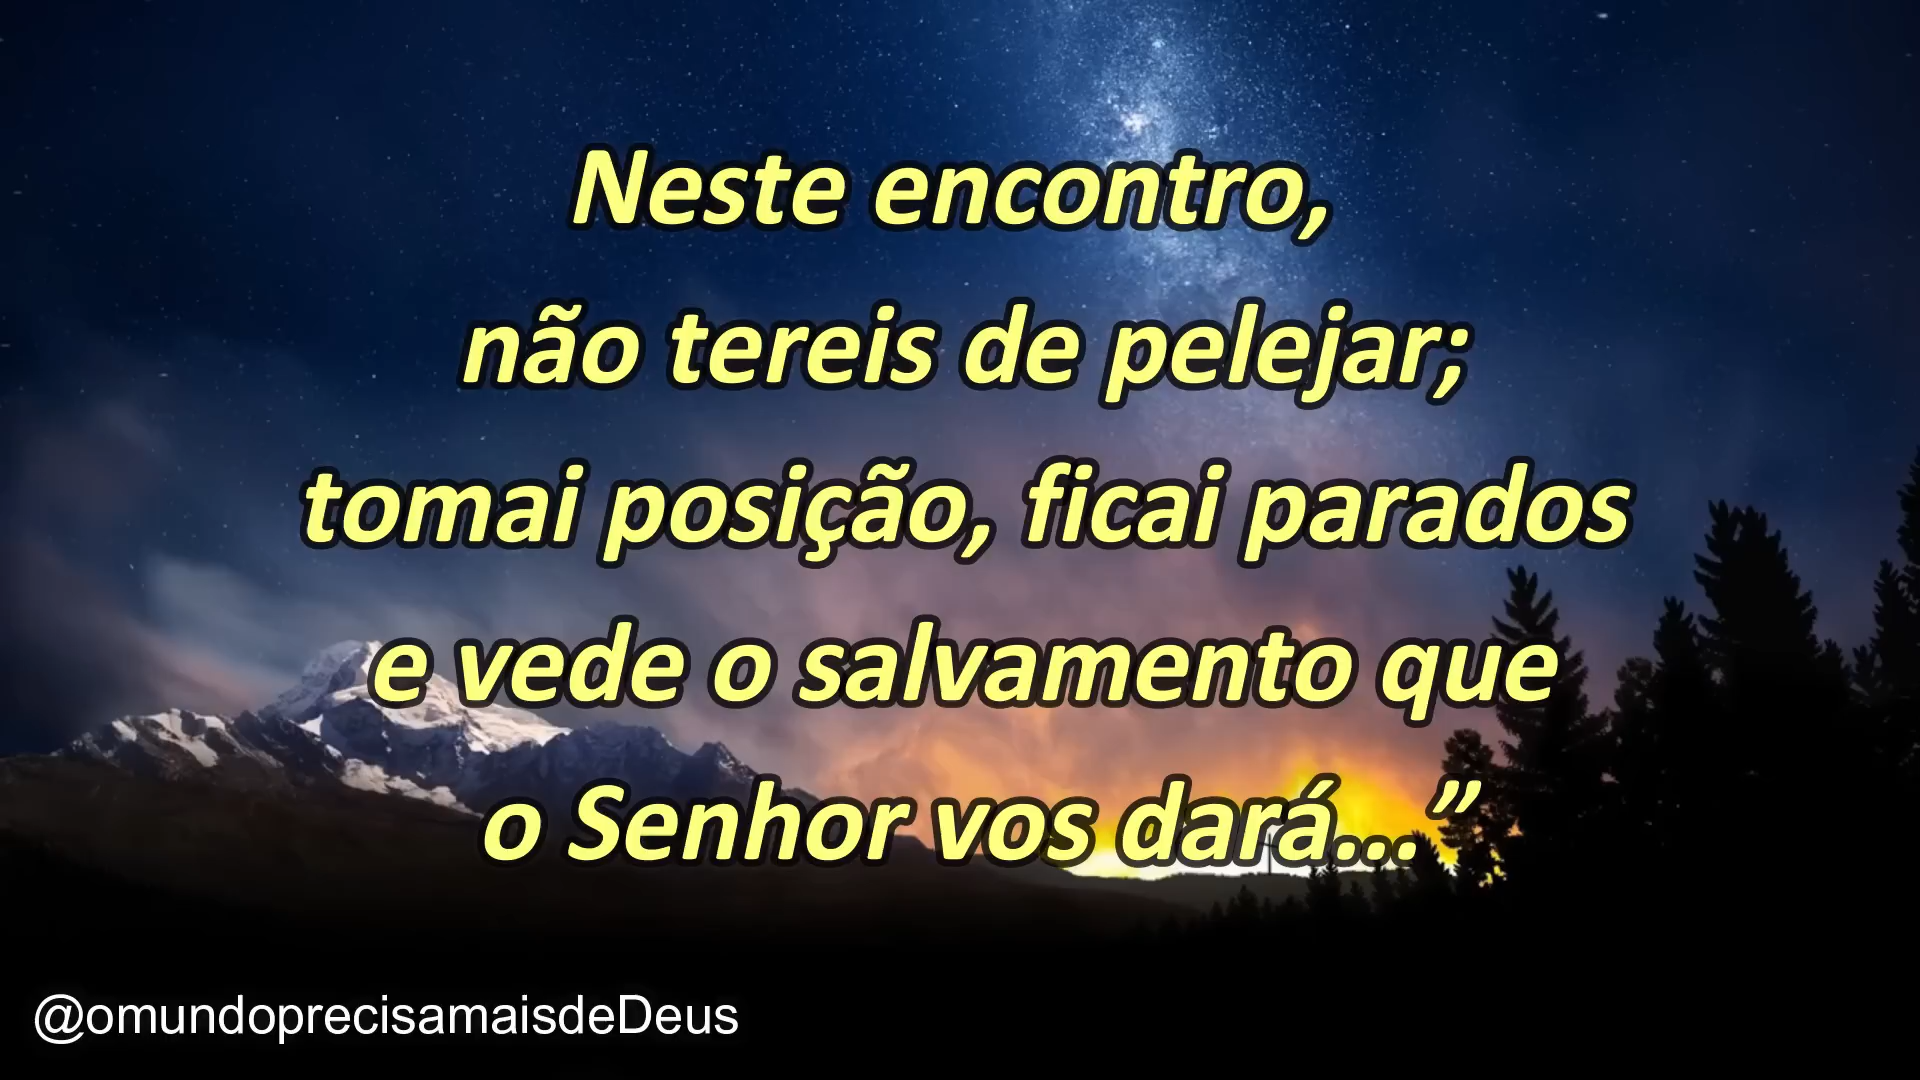 Neste encontro,
não tereis de pelejar;
tomai posição, ficai parados
e vede o salvamento que
o Senhor vos dará...”
@omundoprecisamaisdeDeus